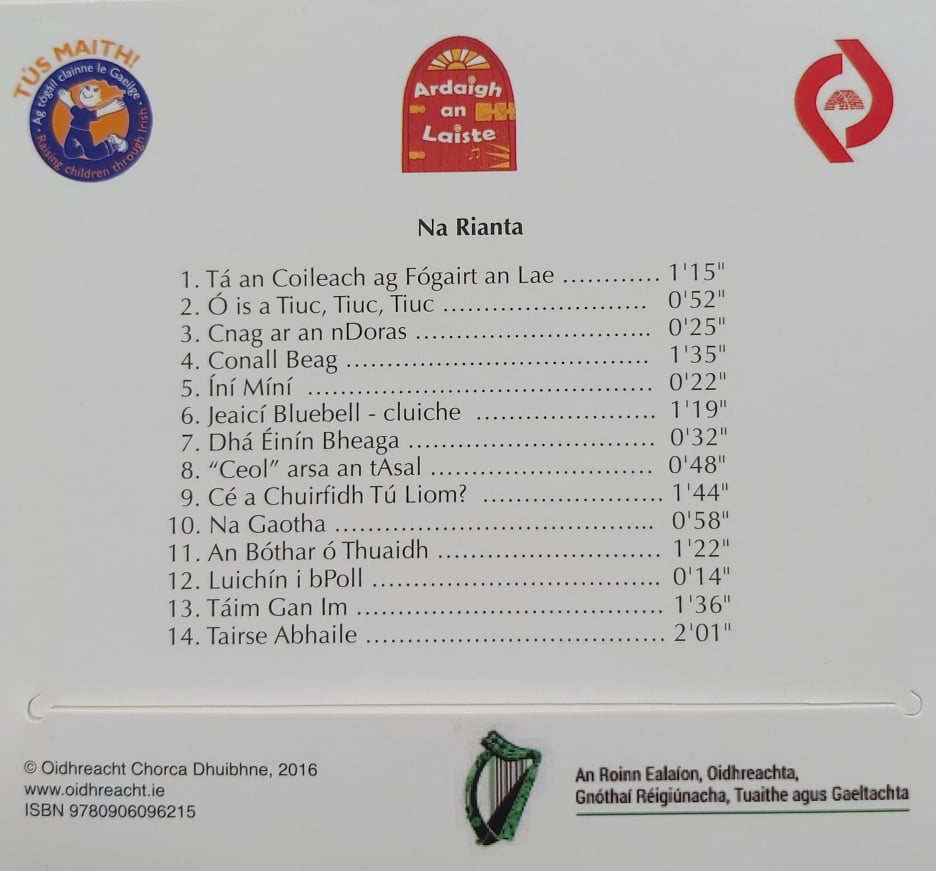 TÚS MAITH!
· Ag tógáil clainne le Gaeilge ·
Raising children through Irish
Ardaigh
an
Laiste
Na Rianta
1. Tá an Coileach ag Fógairt an Lae ............ 1'15"
2. Ó is a Tiuc, Tiuc, Tiuc ......................... 0'52"
3. Cnag ar an nDoras ............................. 0'25"
4. Conall Beag ..................................... 1'35"
5. Íní Míní ......................................... 0'22"
6. Jeaicí Bluebell - cluiche ...................... 1'19"
7. Dhá Éinín Bheaga .............................. 0'32"
8. “Ceol” arsa an tAsal ........................... 0'48"
9. Cé a Chuirfidh Tú Liom? ...................... 1'44"
10. Na Gaotha ....................................... 0'58"
11. An Bóthar ó Thuaidh ........................... 1'22"
12. Luichín i bPoll ................................... 0'14"
13. Táim Gan Im ..................................... 1'36"
14. Tairse Abhaile .................................... 2'01"
© Oidhreacht Chorca Dhuibhne, 2016
www.oidhreacht.ie
ISBN 9780906096215
An Roinn Ealaíon, Oidhreachta,
Gnóthaí Réigiúnacha, Tuaithe agus Gaeltachta